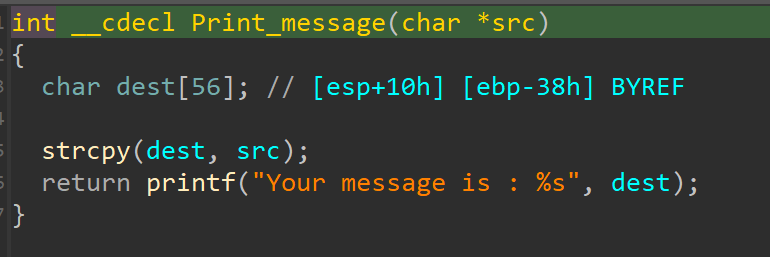 int __cdecl Print_message(char *src)
{
char dest[56]; // [esp+10h] [ebp-38h] BYREF
strcpy(dest, src);
return printf("Your message is : %s", dest);
}